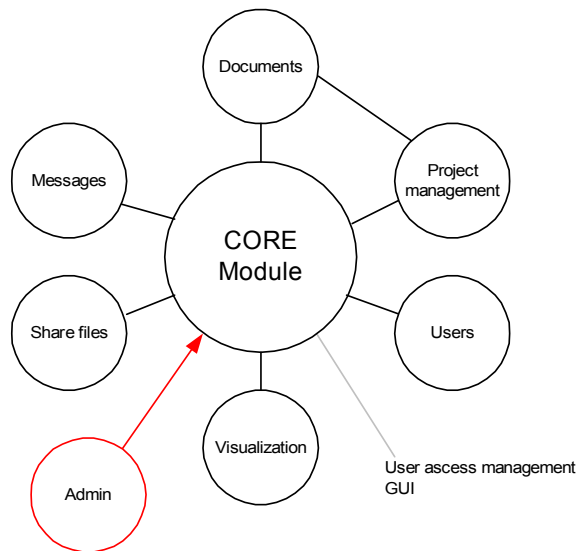 Documents
Messages
Project
management
CORE
Module
Share files
Users
Visualization
User ascess management
GUI
Admin